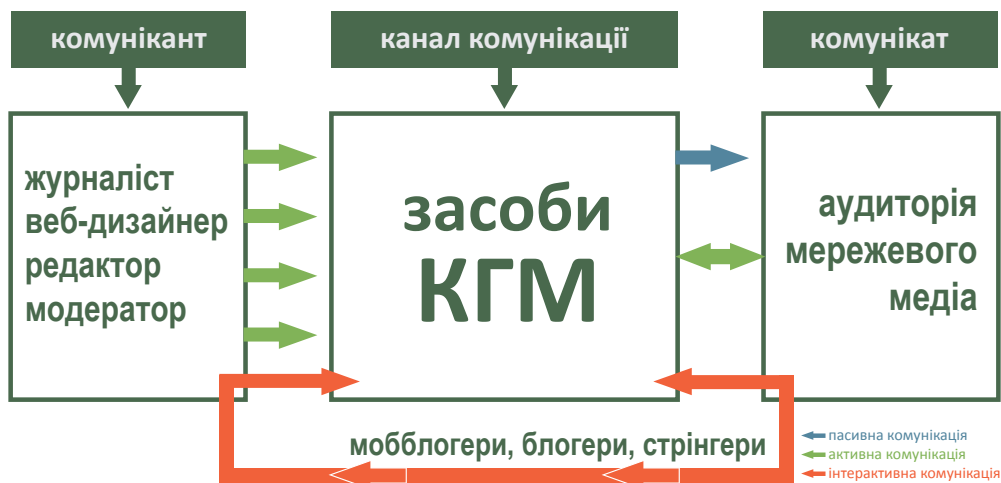 комунікант
канал комунікації
комунікат
журналіст
веб-дизайнер
редактор
модератор
засоби
КГМ
аудиторія
мережевого
медіа
мобблогери, блогери, стрінгери
пасивна комунікація
активна комунікація
інтерактивна комунікація